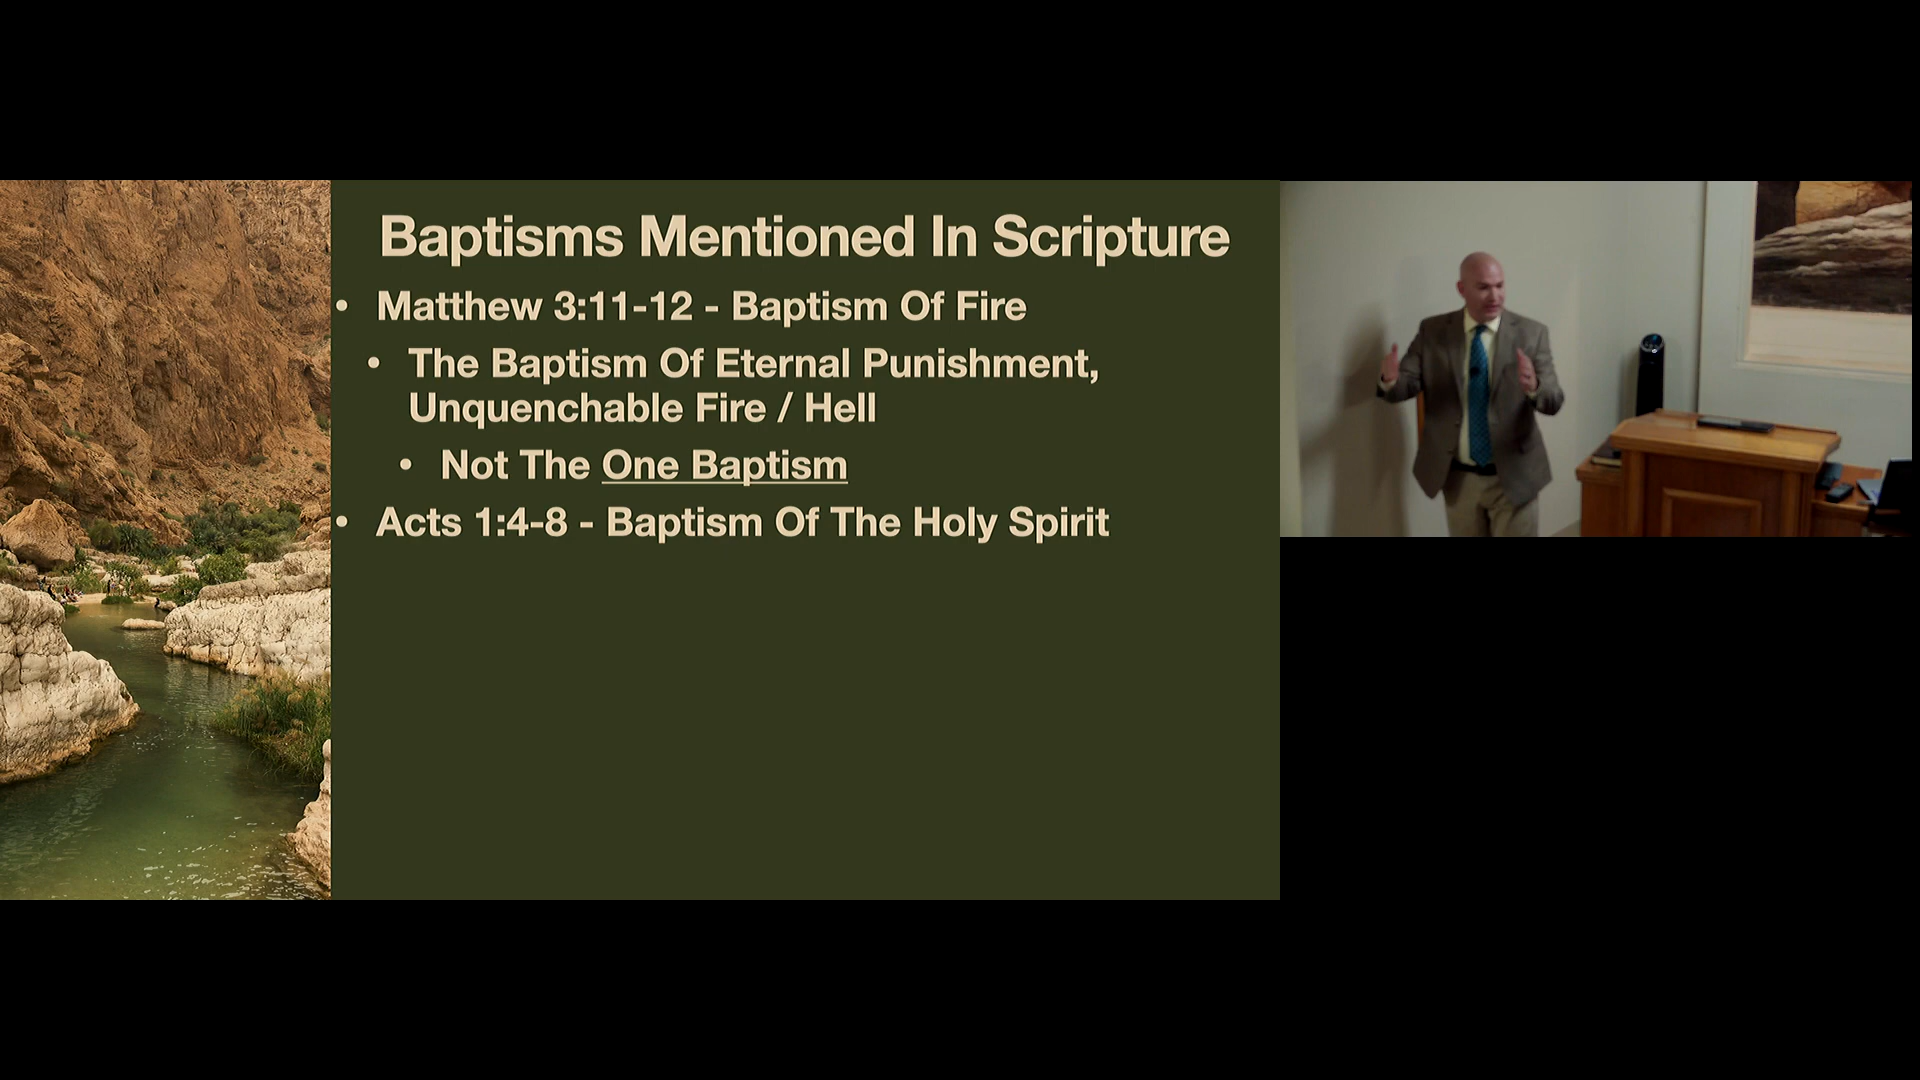 Baptisms Mentioned In Scripture
• Matthew 3:11-12 - Baptism Of Fire
• The Baptism Of Eternal Punishment,
Unquenchable Fire / Hell
• Not The One Baptism
• Acts 1:4-8 - Baptism Of The Holy Spirit